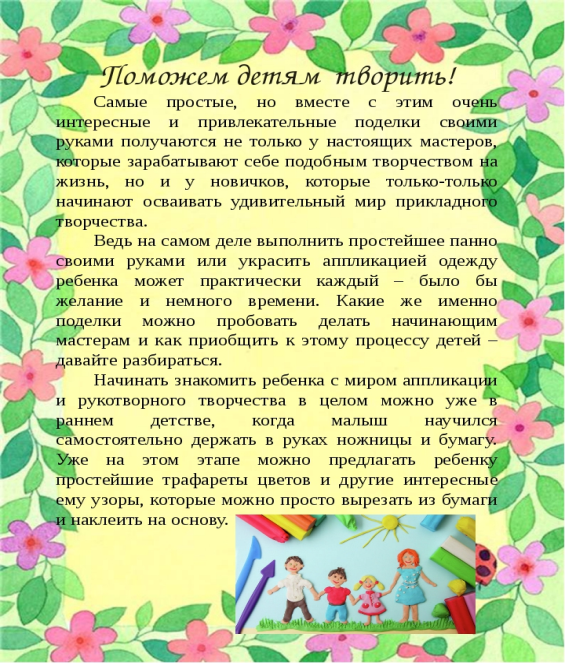 Поможем детям творить!
Самые простые, но вместе с этим очень
интересные и привлекательные поделки своими
руками получаются не только у настоящих мастеров,
которые зарабатывают себе подобным творчеством на
жизнь, но и у новичков, которые только-только
начинают осваивать удивительный мир прикладного
творчества.
Ведь на самом деле выполнить простейшее панно
своими руками или украсить аппликацией одежду
ребенка может практически каждый – было бы
желание и немного времени. Какие же именно
поделки можно пробовать делать начинающим
мастерам и как приобщить к этому процессу детей –
давайте разбираться.
Начинать знакомить ребенка с миром аппликации
и рукотворного творчества в целом можно уже в
раннем детстве, когда малыш научился
самостоятельно держать в руках ножницы и бумагу.
Уже на этом этапе можно предлагать ребенку
простейшие трафареты цветов и другие интересные
ему узоры, которые можно просто вырезать из бумаги
и наклеить на основу.